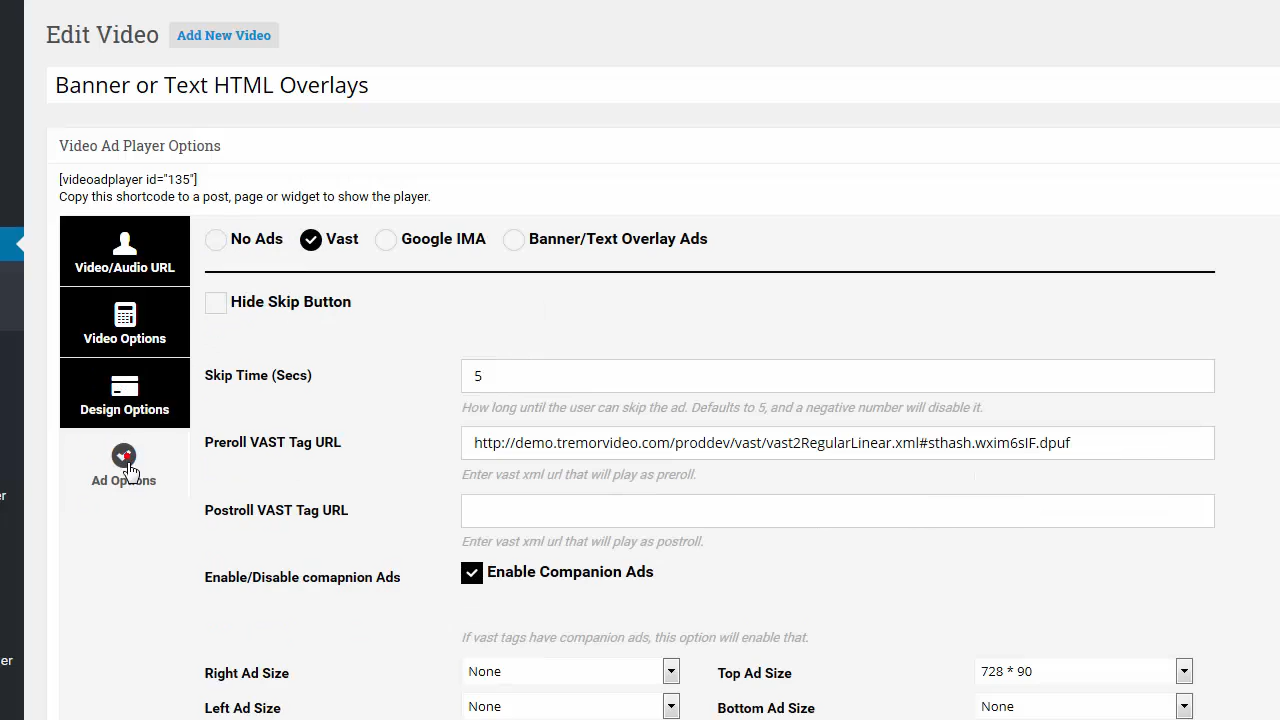 Edit Video Add New Video
Banner or Text HTML Overlays
Video Ad Player Options
[videoadplayer id="135"]
Copy this shortcode to a post, page or widget to show the player.
Video/Audio URL
Video Options
Design Options
Ad Options
No Ads Vast Google IMA Banner/Text Overlay Ads
Hide Skip Button
Skip Time (Secs) 5
How long until the user can skip the ad. Defaults to 5, and a negative number will disable it.
Preroll VAST Tag URL http://demo.tremorvideo.com/proddev/vast/vast2RegularLinear.xml#sthash.wxim6sIF.dpuf
Enter vast xml url that will play as preroll.
Postroll VAST Tag URL
Enter vast xml url that will play as postroll.
Enable/Disable comapnion Ads Enable Companion Ads
If vast tags have companion ads, this option will enable that.
Right Ad Size None Top Ad Size 728 * 90
Left Ad Size None Bottom Ad Size None
er
er